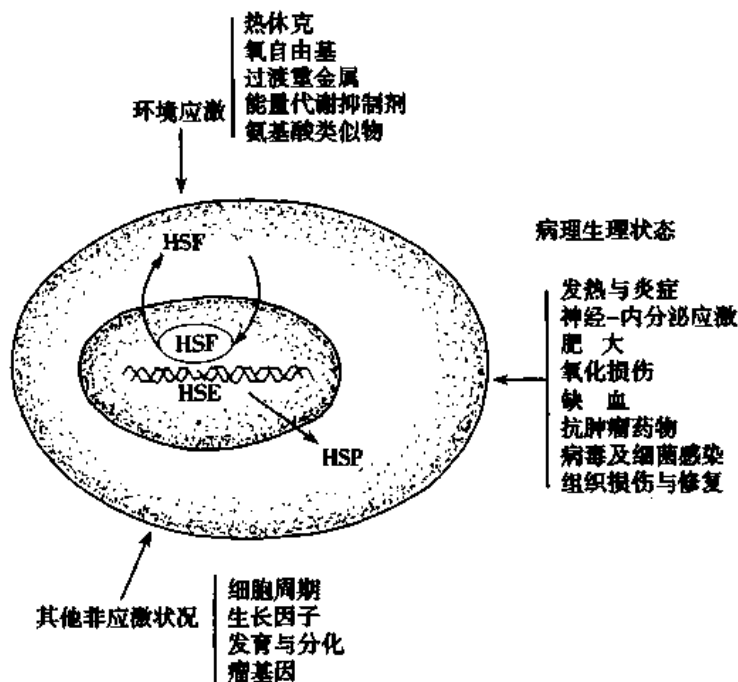 热休克
氧自由基
过渡重金属
能量代谢抑制剂
氨基酸类似物
环境应激
HSF
HSF
HSE
HSP
病理生理状态
发热与炎症
神经-内分泌应激
肥 大
氧化损伤
缺 血
抗肿瘤药物
病毒及细菌感染
组织损伤与修复
其他非应激状况
细胞周期
生长因子
发育与分化
瘤基因